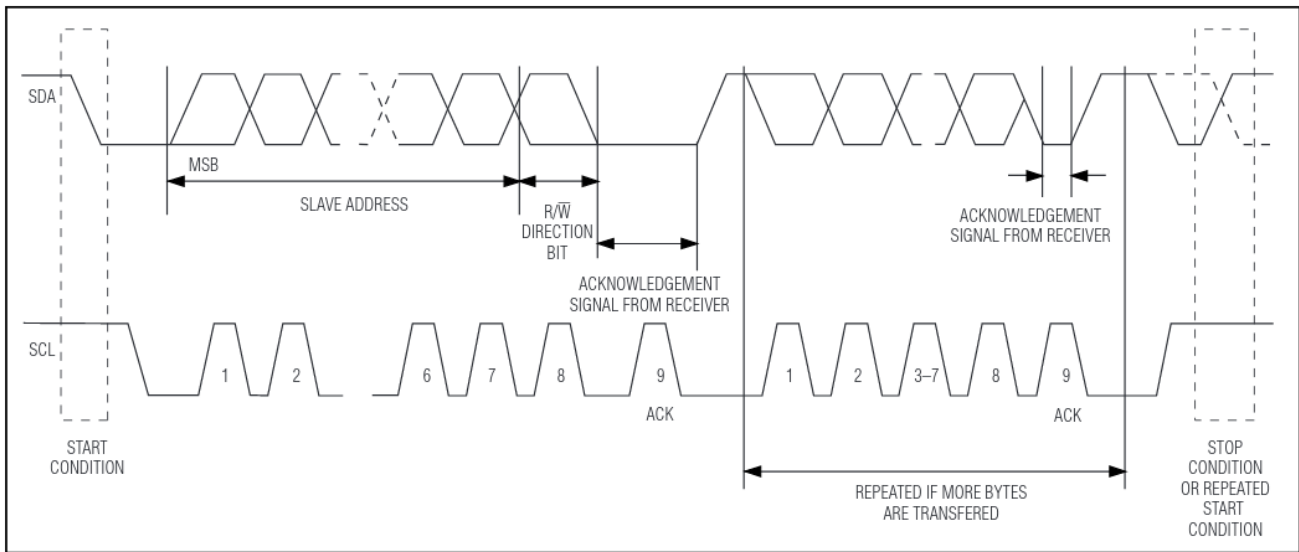 SDA
MSB
SLAVE ADDRESS
R/W̅
DIRECTION
BIT
ACKNOWLEDGEMENT
SIGNAL FROM RECEIVER
ACKNOWLEDGEMENT
SIGNAL FROM RECEIVER
SCL
1 2 6 7 8 9 1 2 3–7 8 9
ACK ACK
START
CONDITION
REPEATED IF MORE BYTES
ARE TRANSFERED
STOP
CONDITION
OR REPEATED
START
CONDITION